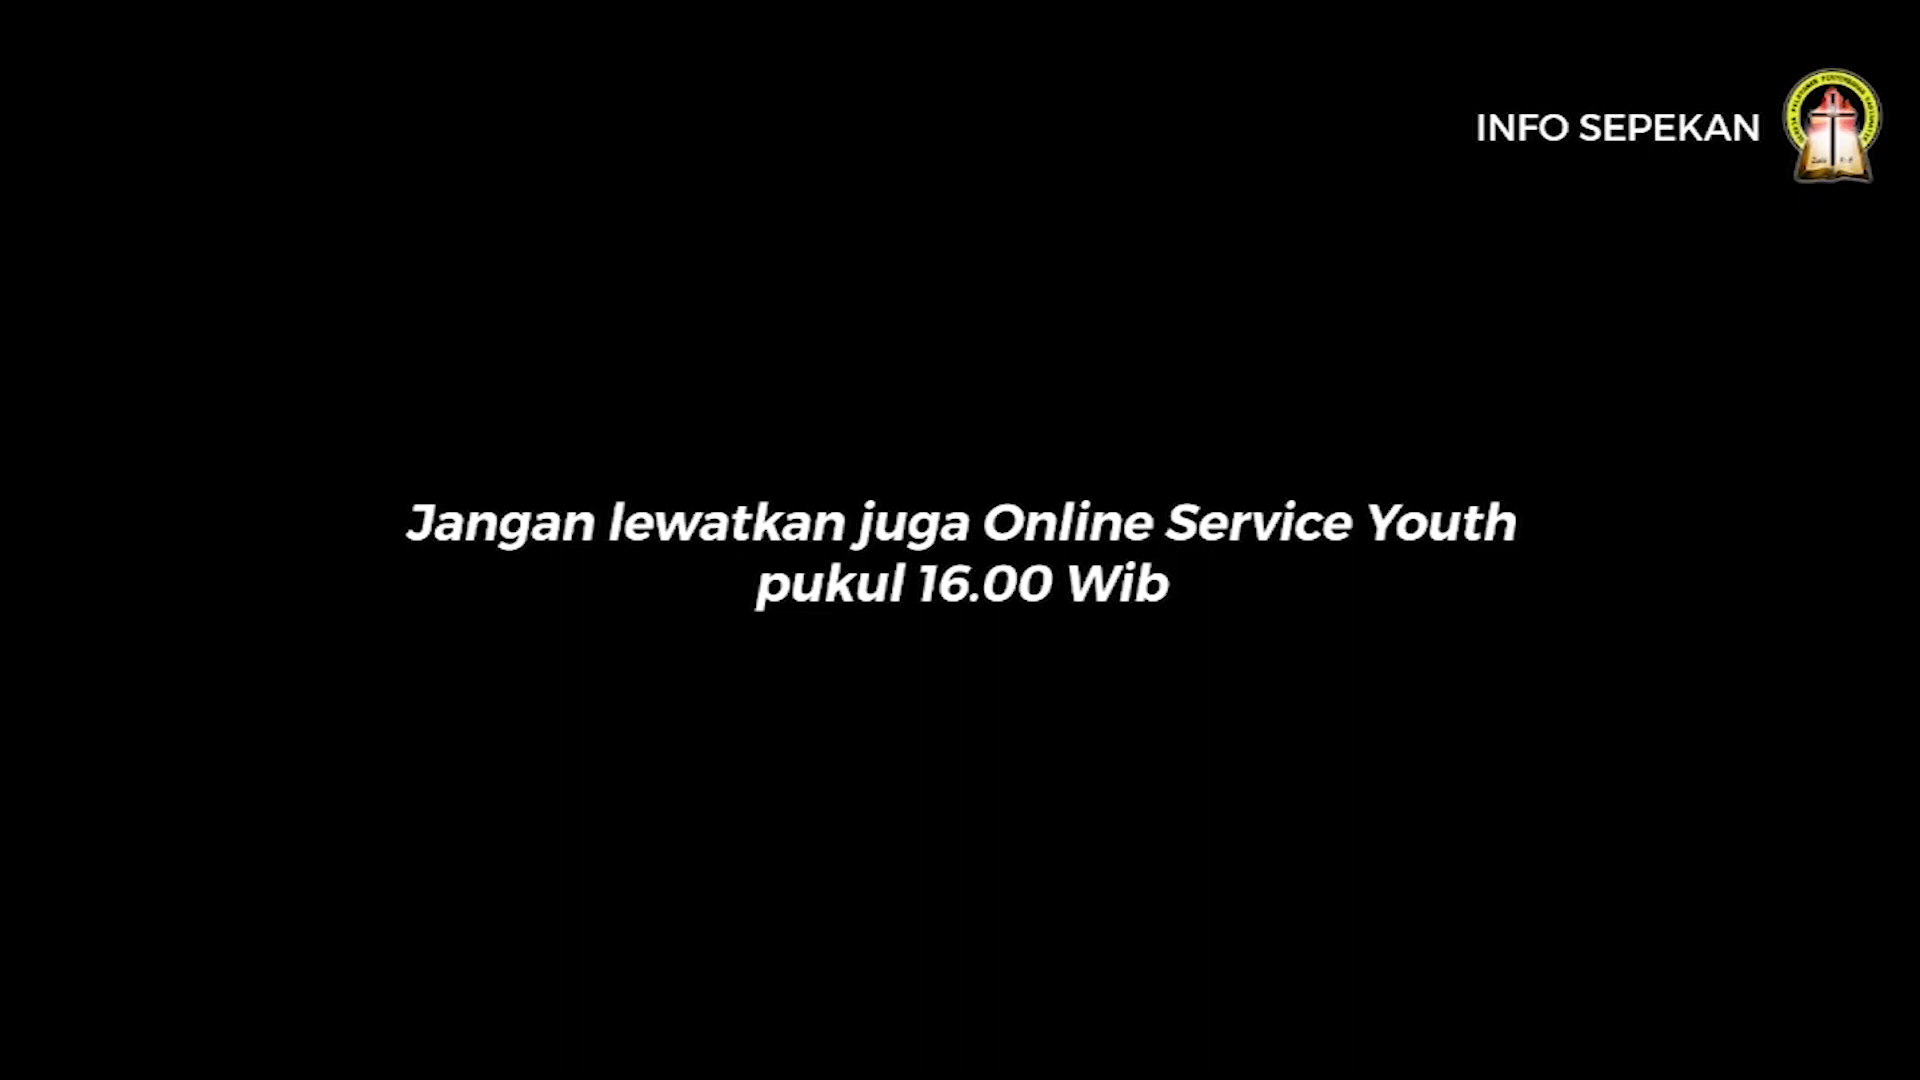 INFO SEPEKAN
Jangan lewatkan juga Online Service Youth
pukul 16.00 Wib